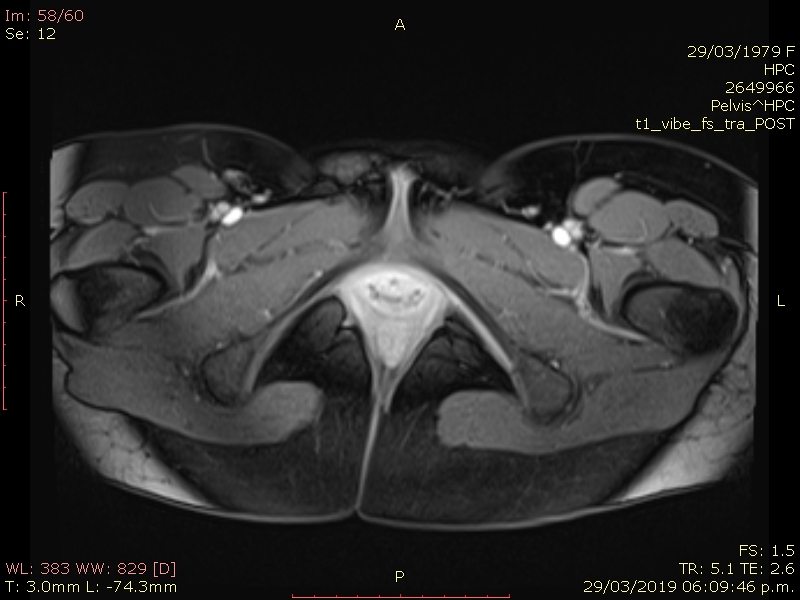 Im: 58/60
Se: 12
A
29/03/1979 F
HPC
2649966
Pelvis^HPC
t1_vibe_fs_tra_POST
R
L
WL: 383 WW: 829 [D]
T: 3.0mm L: -74.3mm
P
FS: 1.5
TR: 5.1 TE: 2.6
29/03/2019 06:09:46 p.m.